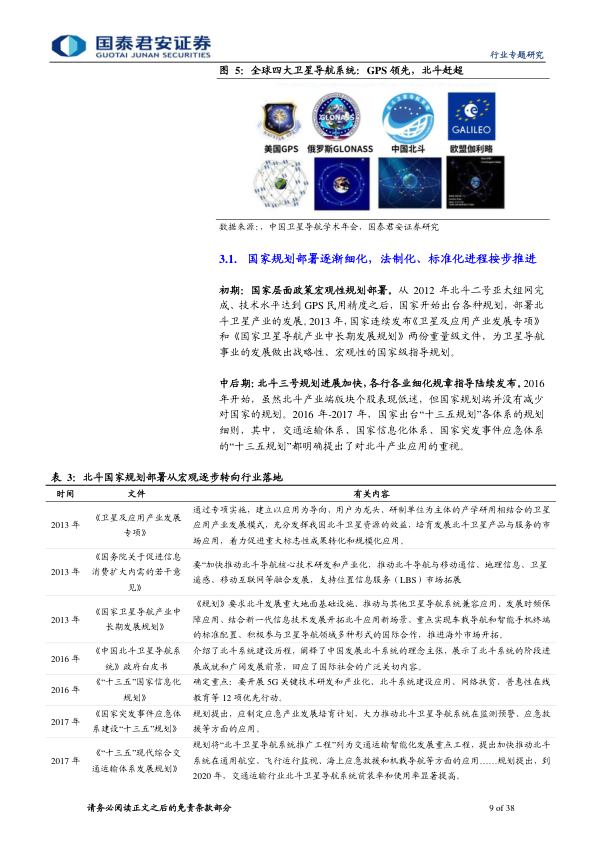 国泰君安证券
GUOTAI JUNAN SECURITIES
行业专题研究
图 5：全球四大卫星导航系统：GPS 领先，北斗赶超
GLONASS
GALILEO
美国GPS 俄罗斯GLONASS 中国北斗 欧盟伽利略
数据来源：，中国卫星导航学术年会，国泰君安证券研究
3.1. 国家规划部署逐渐细化，法制化、标准化进程按步推进
初期：国家层面政策宏观性规划部署。从 2012 年北斗二号亚太组网完
成、技术水平达到 GPS 民用精度之后，国家开始出台各种规划，部署北
斗卫星产业的发展。2013 年，国家连续发布《卫星及应用产业发展专项》
和《国家卫星导航产业中长期发展规划》两份重量级文件，为卫星导航
事业的发展做出战略性、宏观性的国家级指导规划。
中后期：北斗三号规划进展加快，各行各业细化规章指导陆续发布。2016
年开始，虽然北斗产业端版块个股表现低迷，但国家规划端并没有减少
对国家的规划。2016 年-2017 年，国家出台“十三五规划”各体系的规划
细则，其中，交通运输体系、国家信息化体系、国家突发事件应急体系
的“十三五规划”都明确提出了对北斗产业应用的重视。
表 3：北斗国家规划部署从宏观逐步转向行业落地
时间 文件 有关内容
2013 年 《卫星及应用产业发展专项》 通过专项实施，建立以应用为导向、用户为龙头、研制单位为主体的产学研用相结合的卫星
应用产业发展模式，充分发挥我国北斗卫星资源的效益，培育发展北斗卫星产品与服务的市
场应用，着力促进重大标志性成果转化和规模化应用。
2013 年 《国务院关于促进信息消费扩大内需的若干意见》 要“加快推动北斗导航核心技术研发和产业化，推动北斗导航与移动通信、地理信息、卫星
遥感、移动互联网等融合发展，支持位置信息服务（LBS）市场拓展
2013 年 《国家卫星导航产业中长期发展规划》 《规划》要求北斗发展重大地面基础设施、推动与其他卫星导航系统兼容应用、发展时频保
障应用、结合新一代信息技术发展开拓北斗应用新场景、重点实现车载导航和智能手机终端
的标准配置、积极参与卫星导航领域多种形式的国际合作，推进海外市场开拓。
2016 年 《中国北斗卫星导航系统》政府白皮书 介绍了北斗系统建设历程，阐释了中国发展北斗系统的理念主张，展示了北斗系统的阶段进
展成就和广阔发展前景，回应了国际社会的广泛关切内容。
2016 年 《“十三五”国家信息化规划》 确定重点：要开展 5G 关键技术研发和产业化、北斗系统建设应用、网络扶贫、普惠性在线
教育等 12 项优先行动。
2017 年 《国家突发事件应急体系建设“十三五”规划》 规划提出，应制定应急产业发展培育计划，大力推动北斗卫星导航系统在监测预警、应急救
援等方面的应用。
2017 年 《“十三五”现代综合交通运输体系发展规划》 规划将“北斗卫星导航系统推广工程”列为交通运输智能化发展重点工程，提出加快推动北斗
系统在通用航空、飞行运行监视、海上应急救援和机载导航等方面的应用……规划提出，到
2020 年，交通运输行业北斗卫星导航系统前装率和使用率显著提高。
请务必阅读正文之后的免责条款部分
9 of 38